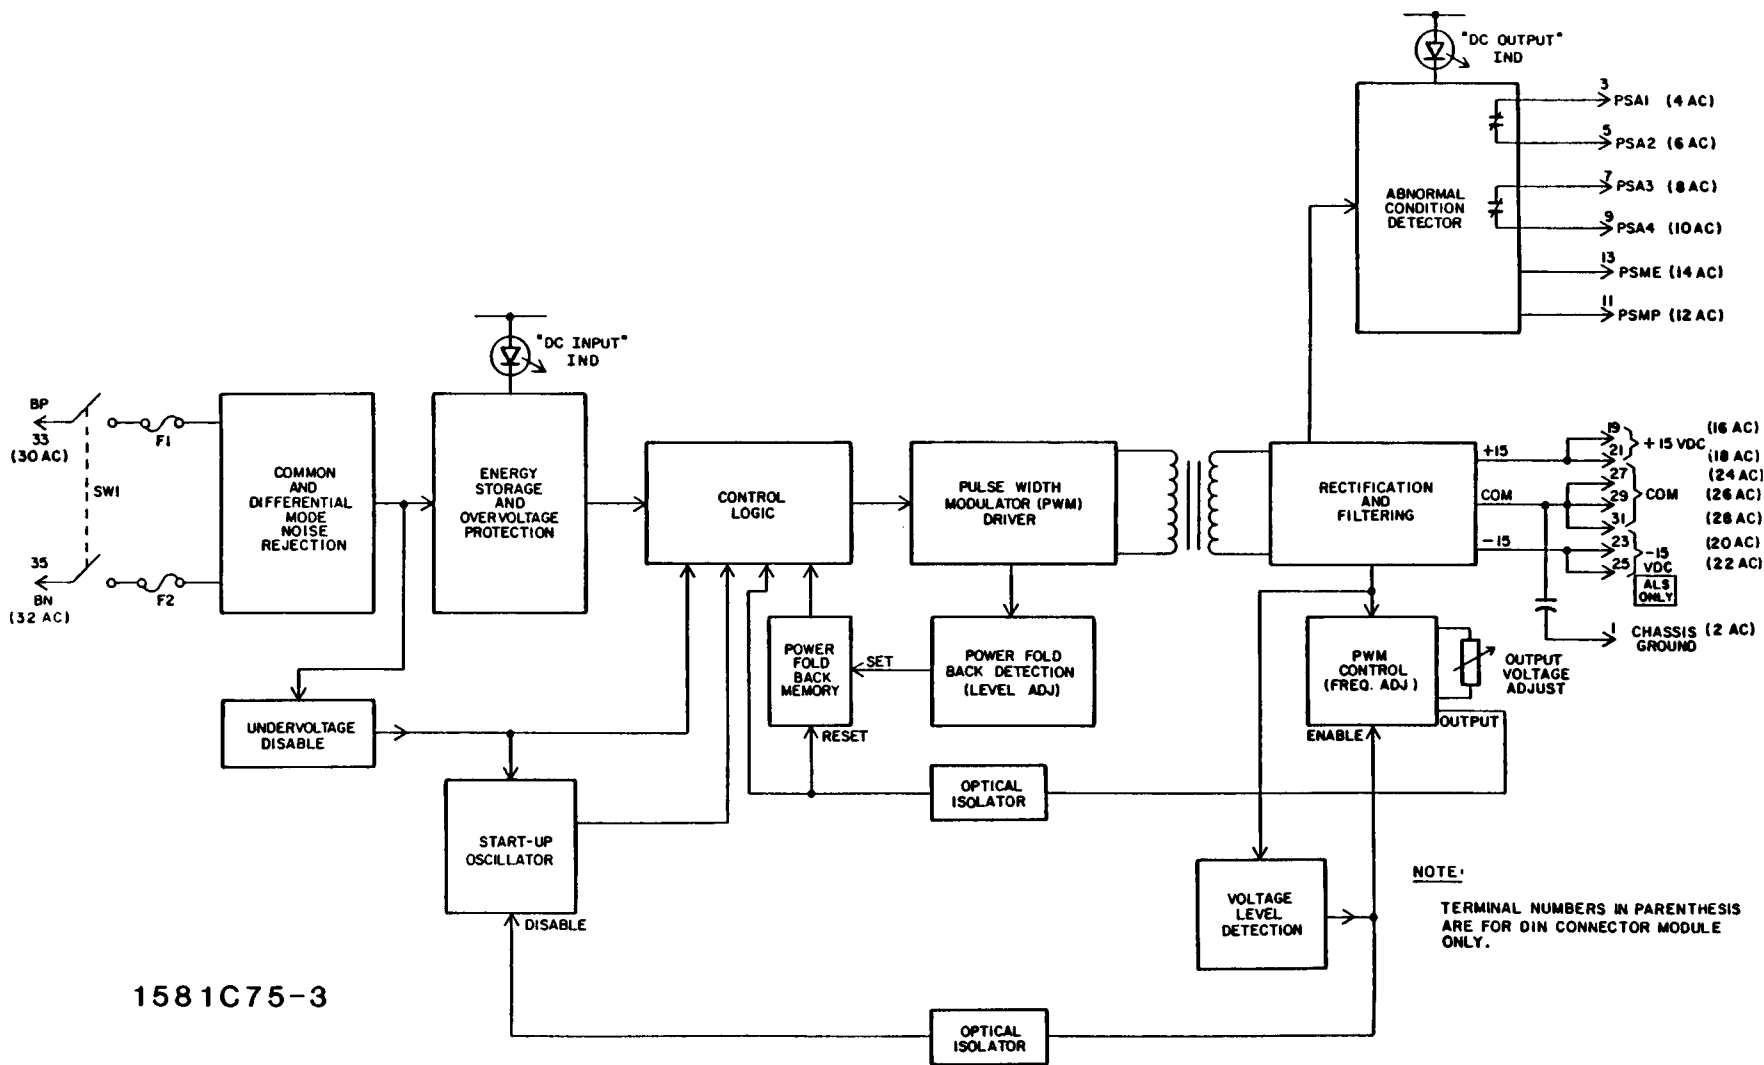 "DC OUTPUT"
IND
3
PSA1 (4 AC)
5
PSA2 (6 AC)
7
PSA3 (8 AC)
9
PSA4 (10 AC)
13
PSME (14 AC)
11
PSMP (12 AC)
ABNORMAL
CONDITION
DETECTOR
"DC INPUT"
IND
BP
33
(30 AC)
F1
SW1
35
BN
(32 AC)
F2
COMMON
AND
DIFFERENTIAL
MODE
NOISE
REJECTION
ENERGY
STORAGE
AND
OVERVOLTAGE
PROTECTION
CONTROL
LOGIC
PULSE WIDTH
MODULATOR (PWM)
DRIVER
RECTIFICATION
AND
FILTERING
+15
COM
-15
19 (16 AC)
+15 VDC
21 (18 AC)
27 (24 AC)
29 COM (26 AC)
31 (28 AC)
23 (20 AC)
-15
VDC
25 (22 AC)
ALS
ONLY
1 CHASSIS (2 AC)
GROUND
POWER
FOLD
BACK
MEMORY
SET
RESET
POWER FOLD
BACK DETECTION
(LEVEL ADJ)
PWM
CONTROL
(FREQ. ADJ)
OUTPUT
VOLTAGE
ADJUST
OUTPUT
ENABLE
UNDERVOLTAGE
DISABLE
OPTICAL
ISOLATOR
START-UP
OSCILLATOR
DISABLE
VOLTAGE
LEVEL
DETECTION
NOTE:
TERMINAL NUMBERS IN PARENTHESIS
ARE FOR DIN CONNECTOR MODULE
ONLY.
1581C75-3
OPTICAL
ISOLATOR